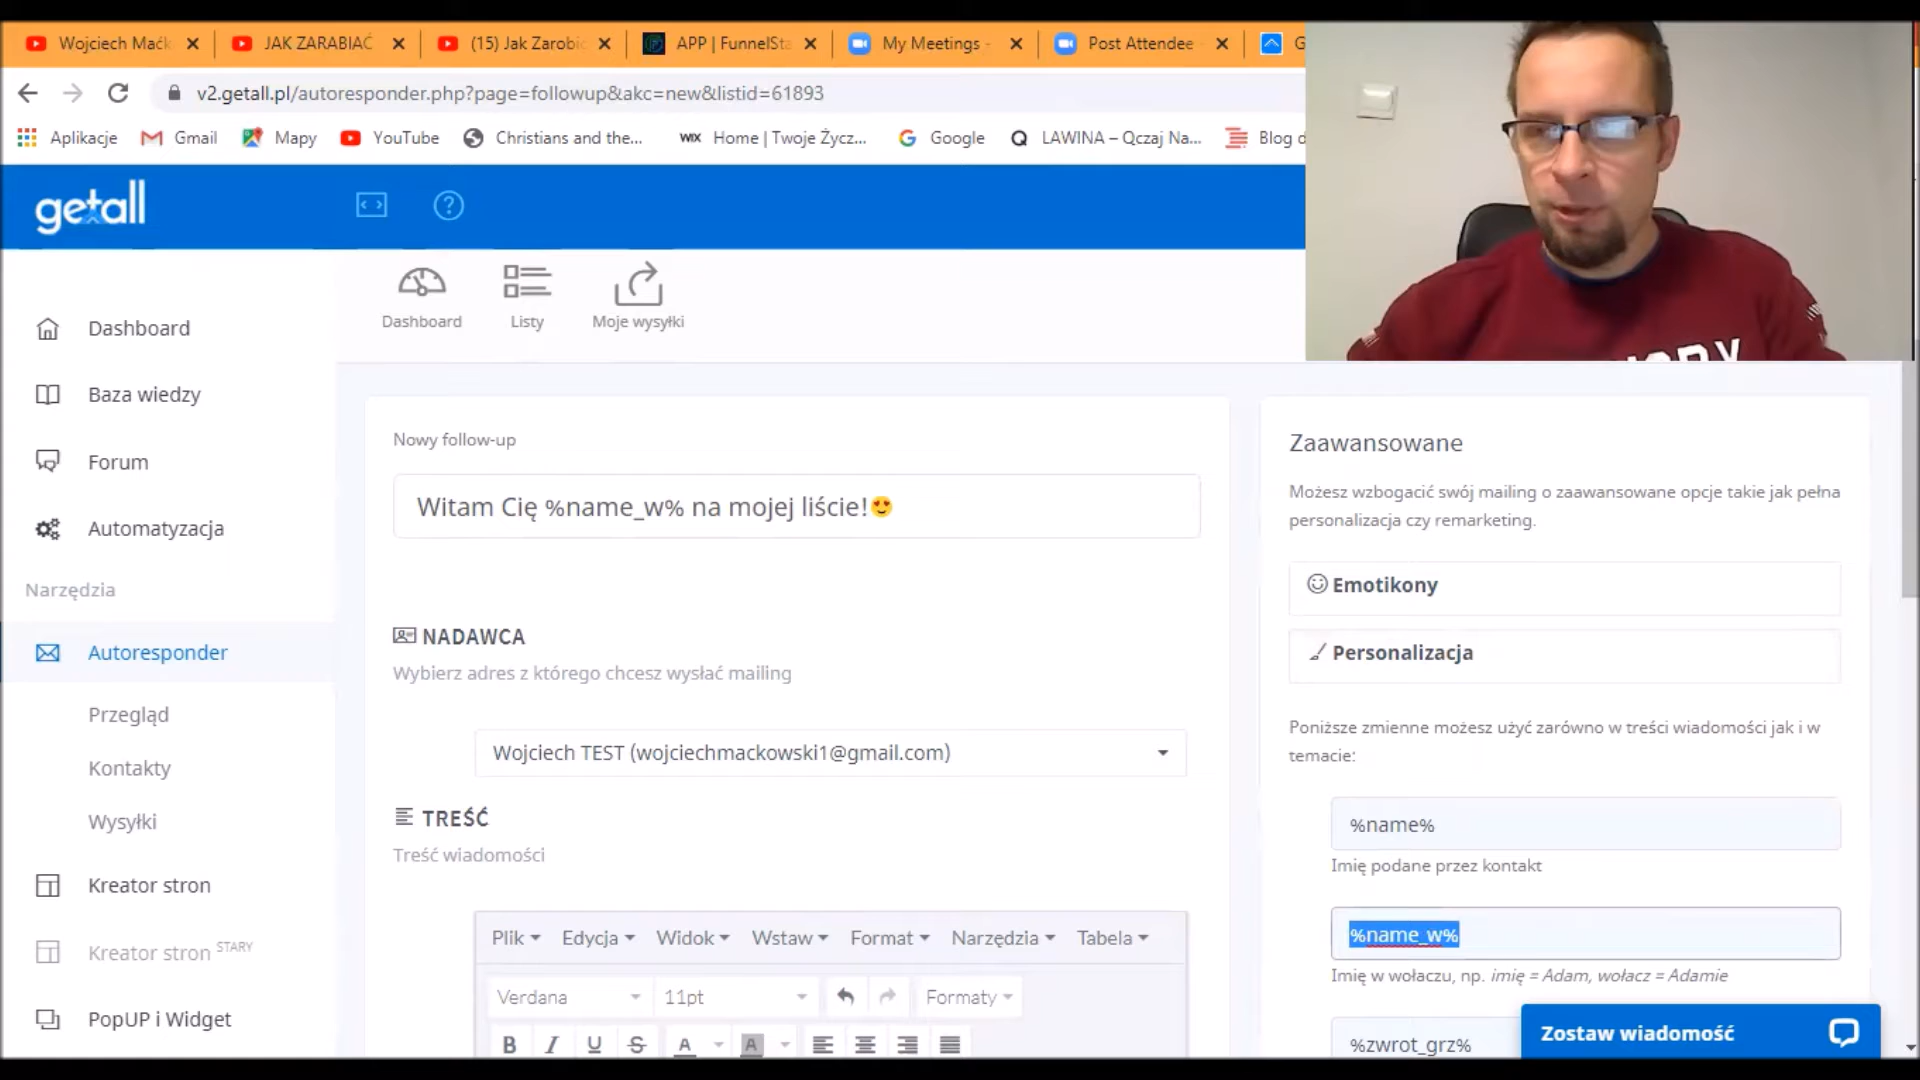 Wojciech Maćk
JAK ZARABIAĆ
(15) Jak Zarobić
APP | FunnelSta
My Meetings -
Post Attendee -
G
v2.getall.pl/autoresponder.php?page=followup&akc=new&listid=61893
Aplikacje
Gmail
Mapy
YouTube
Christians and the...
WIX
Home | Twoje Życz...
Google
LAWINA – Qczaj Na...
Blog d
getall
Dashboard
Listy
Moje wysyłki
Dashboard
Baza wiedzy
Forum
Automatyzacja
Narzędzia
Autoresponder
Przegląd
Kontakty
Wysyłki
Kreator stron
Kreator stron STARY
PopUP i Widget
Nowy follow-up
Witam Cię %name_w% na mojej liście!😍
NADAWCA
Wybierz adres z którego chcesz wysłać mailing
Wojciech TEST (wojciechmackowski1@gmail.com)
TREŚĆ
Treść wiadomości
Plik Edycja Widok Wstaw Format Narzędzia Tabela
Verdana 11pt Formaty
B I U S A A
Zaawansowane
Możesz wzbogacić swój mailing o zaawansowane opcje takie jak pełna
personalizacja czy remarketing.
Emotikony
Personalizacja
Poniższe zmienne możesz użyć zarówno w treści wiadomości jak i w
temacie:
%name%
Imię podane przez kontakt
%name_w%
Imię w wołaczu, np. imię = Adam, wołacz = Adamie
%zwrot_grz%
Zostaw wiadomość